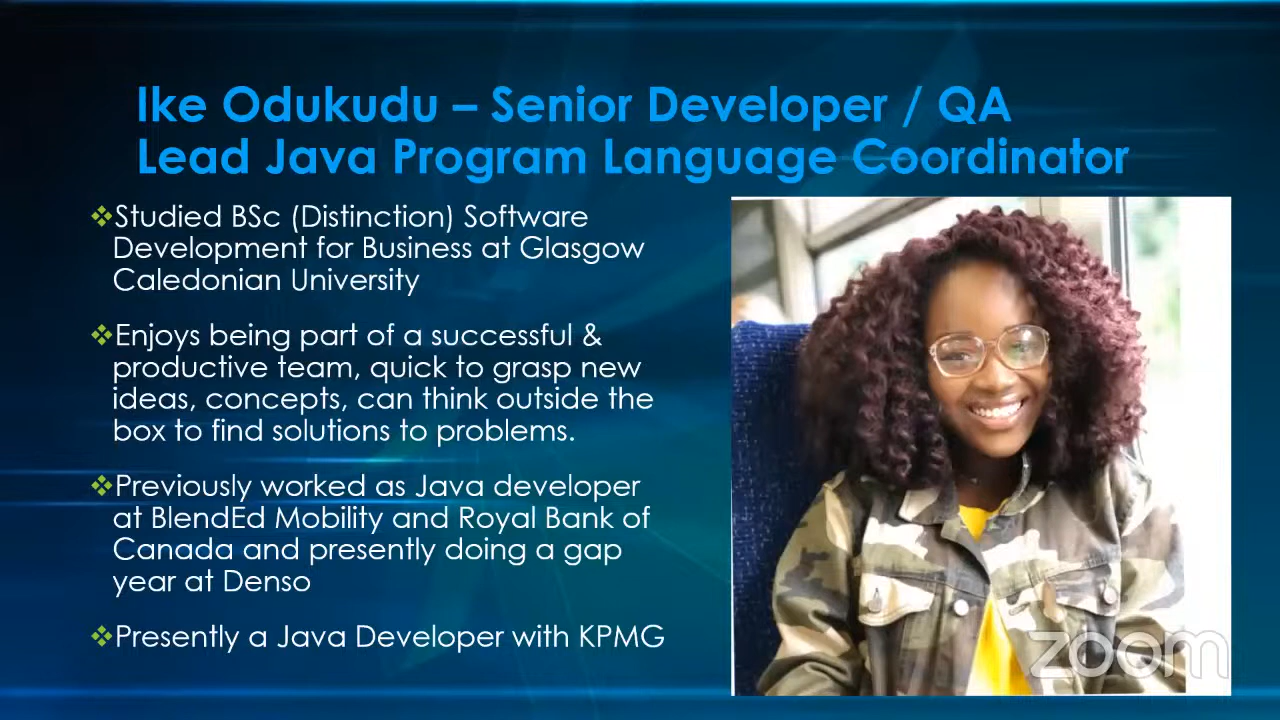 Ike Odukudu – Senior Developer / QA
Lead Java Program Language Coordinator
Studied BSc (Distinction) Software
Development for Business at Glasgow
Caledonian University
Enjoys being part of a successful &
productive team, quick to grasp new
ideas, concepts, can think outside the
box to find solutions to problems.
Previously worked as Java developer
at BlendEd Mobility and Royal Bank of
Canada and presently doing a gap
year at Denso
Presently a Java Developer with KPMG
zoom